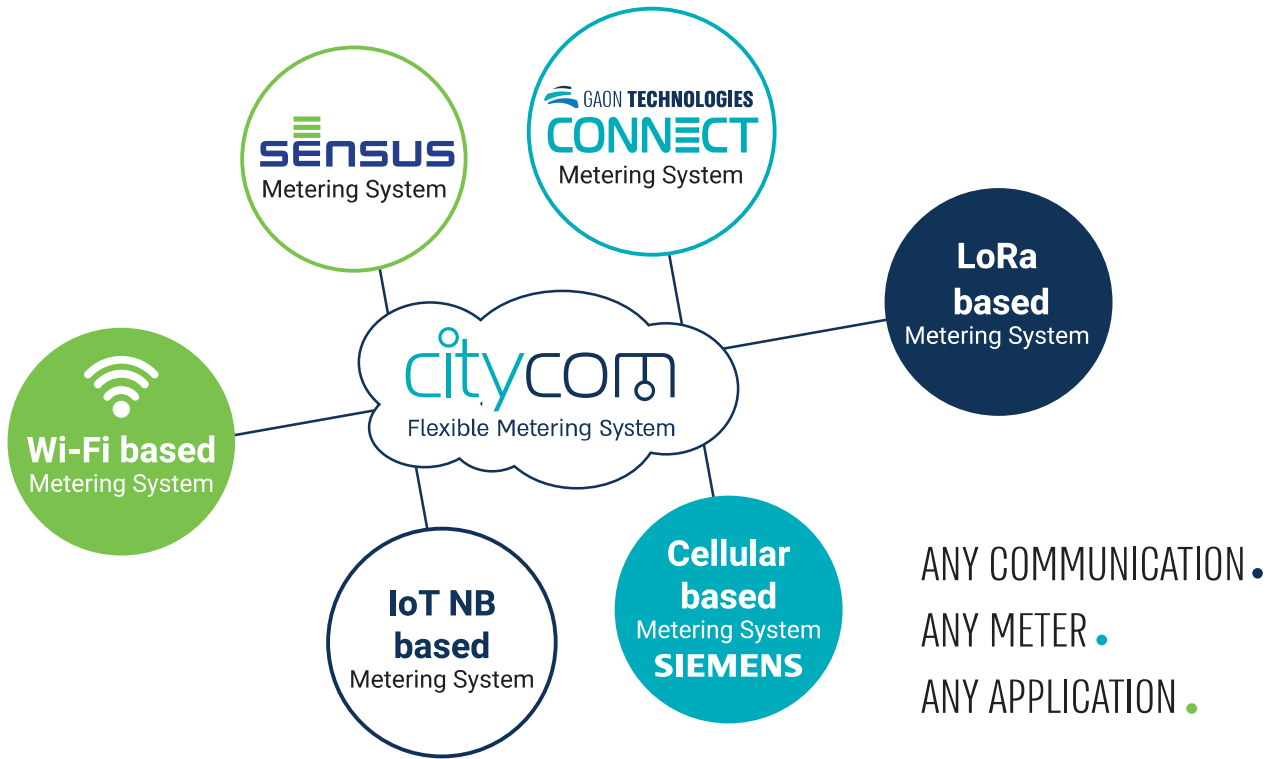 sensus
Metering System
GAON TECHNOLOGIES
CONNECT
Metering System
LoRa
based
Metering System
citycom
Flexible Metering System
Wi-Fi based
Metering System
IoT NB
based
Metering System
Cellular
based
Metering System
SIEMENS
ANY COMMUNICATION.
ANY METER.
ANY APPLICATION.